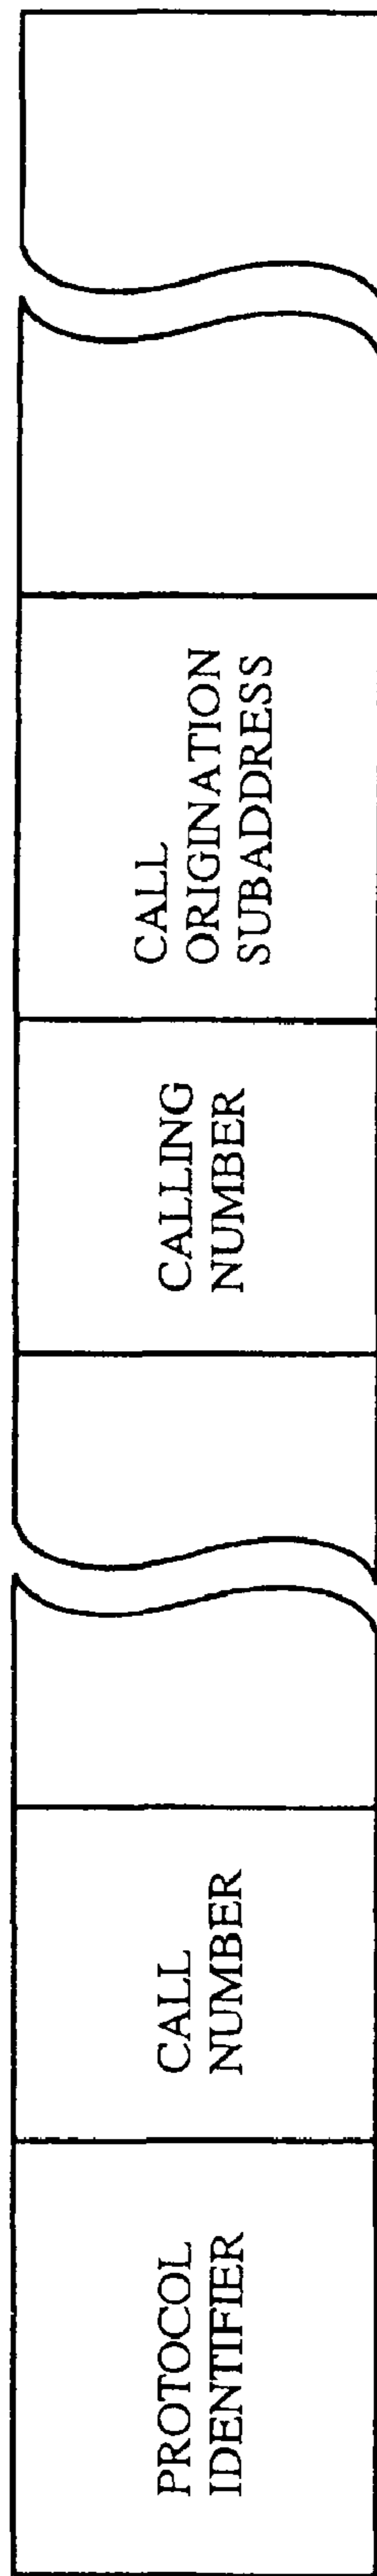 PROTOCOL
IDENTIFIER
CALL
NUMBER
CALLING
NUMBER
CALL
ORIGINATION
SUBADDRESS